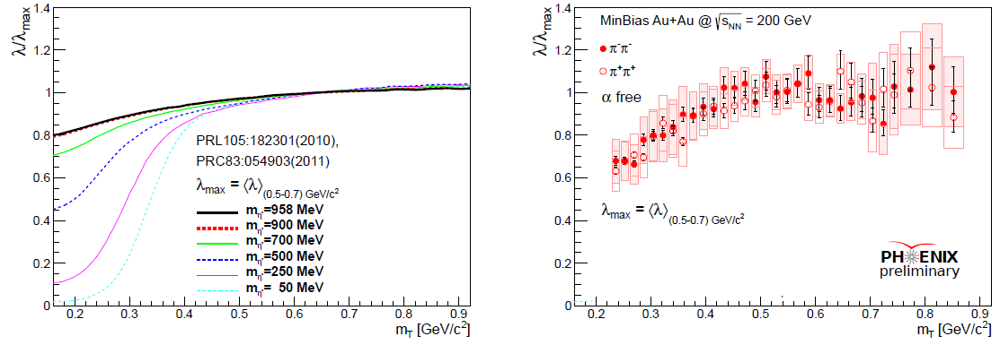 1.4
1.2
1
0.8
0.6
0.4
0.2
0
λ/λmax
PRL105:182301(2010),
PRC83:054903(2011)
λmax = ⟨λ⟩(0.5-0.7) GeV/c²
mη'=958 MeV
mη'=900 MeV
mη'=700 MeV
mη'=500 MeV
mη'=250 MeV
mη'= 50 MeV
0.2 0.3 0.4 0.5 0.6 0.7 0.8 0.9
mT [GeV/c²]
1.4
1.2
1
0.8
0.6
0.4
0.2
0
λ/λmax
MinBias Au+Au @ √sNN = 200 GeV
π⁻π⁻
π⁺π⁺
α free
λmax = ⟨λ⟩(0.5-0.7) GeV/c²
PHENIX
preliminary
0.2 0.3 0.4 0.5 0.6 0.7 0.8 0.9
mT [GeV/c²]